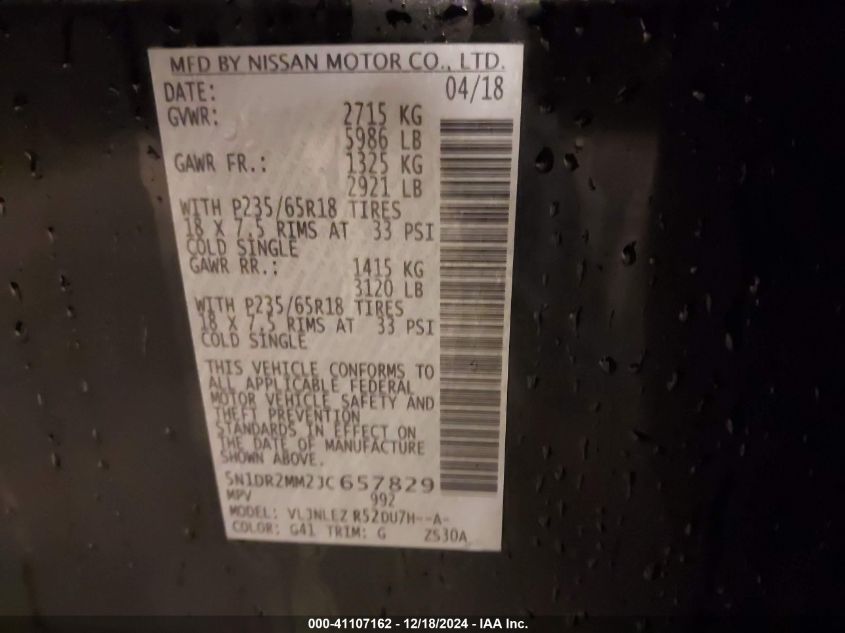 MFD BY NISSAN MOTOR CO., LTD.
DATE: 04/18
GVWR: 2715 KG
5986 LB
GAWR FR.: 1325 KG
2921 LB
WITH P235/65R18 TIRES
18 X 7.5 RIMS AT 33 PSI
COLD SINGLE
GAWR RR.: 1415 KG
3120 LB
WITH P235/65R18 TIRES
18 X 7.5 RIMS AT 33 PSI
COLD SINGLE
THIS VEHICLE CONFORMS TO
ALL APPLICABLE FEDERAL
MOTOR VEHICLE SAFETY AND
THEFT PREVENTION
STANDARDS IN EFFECT ON
THE DATE OF MANUFACTURE
SHOWN ABOVE.
5N1DR2MM2JC657829
MPV 992
MODEL: VLJNLEZ R52DU7H--A-
COLOR: G41 TRIM: G ZS30A
000-41107162 - 12/18/2024 - IAA Inc.